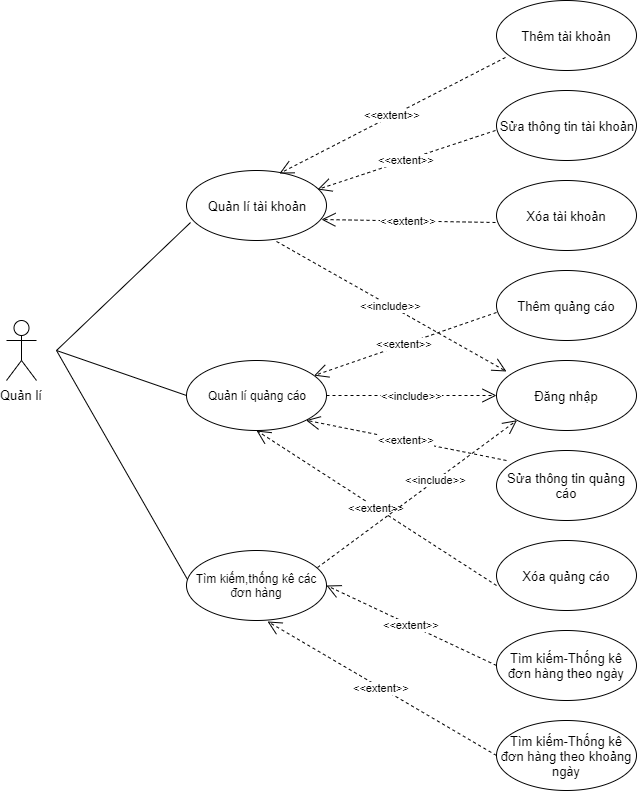 Thêm tài khoản
<<extent>>
Sửa thông tin tài khoản
<<extent>>
Quản lí tài khoản
Xóa tài khoản
<<extent>>
<<include>>
Thêm quảng cáo
<<extent>>
Quản lí
Quản lí quảng cáo
<<include>>
Đăng nhập
<<extent>>
<<include>>
Sửa thông tin quảng
cáo
<<extent>>
Tìm kiếm,thống kê các
đơn hàng
Xóa quảng cáo
<<extent>>
Tìm kiếm-Thống kê
đơn hàng theo ngày
<<extent>>
Tìm kiếm-Thống kê
đơn hàng theo khoảng
ngày